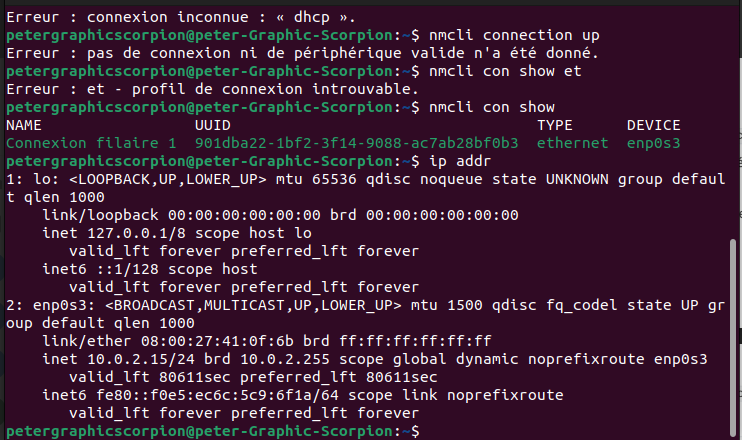 Erreur : connexion inconnue : « dhcp ».
petergraphicscorpion@peter-Graphic-Scorpion:~$ nmcli connection up
Erreur : pas de connexion ni de périphérique valide n'a été donné.
petergraphicscorpion@peter-Graphic-Scorpion:~$ nmcli con show et
Erreur : et - profil de connexion introuvable.
petergraphicscorpion@peter-Graphic-Scorpion:~$ nmcli con show
NAME                  UUID                                  TYPE      DEVICE
Connexion filaire 1  901dba22-1bf2-3f14-9088-ac7ab28bf0b3  ethernet  enp0s3
petergraphicscorpion@peter-Graphic-Scorpion:~$ ip addr
1: lo: <LOOPBACK,UP,LOWER_UP> mtu 65536 qdisc noqueue state UNKNOWN group defaul
t qlen 1000
    link/loopback 00:00:00:00:00:00 brd 00:00:00:00:00:00
    inet 127.0.0.1/8 scope host lo
       valid_lft forever preferred_lft forever
    inet6 ::1/128 scope host
       valid_lft forever preferred_lft forever
2: enp0s3: <BROADCAST,MULTICAST,UP,LOWER_UP> mtu 1500 qdisc fq_codel state UP gr
oup default qlen 1000
    link/ether 08:00:27:41:0f:6b brd ff:ff:ff:ff:ff:ff
    inet 10.0.2.15/24 brd 10.0.2.255 scope global dynamic noprefixroute enp0s3
       valid_lft 80611sec preferred_lft 80611sec
    inet6 fe80::f0e5:ec6c:5c9:6f1a/64 scope link noprefixroute
       valid_lft forever preferred_lft forever
petergraphicscorpion@peter-Graphic-Scorpion:~$